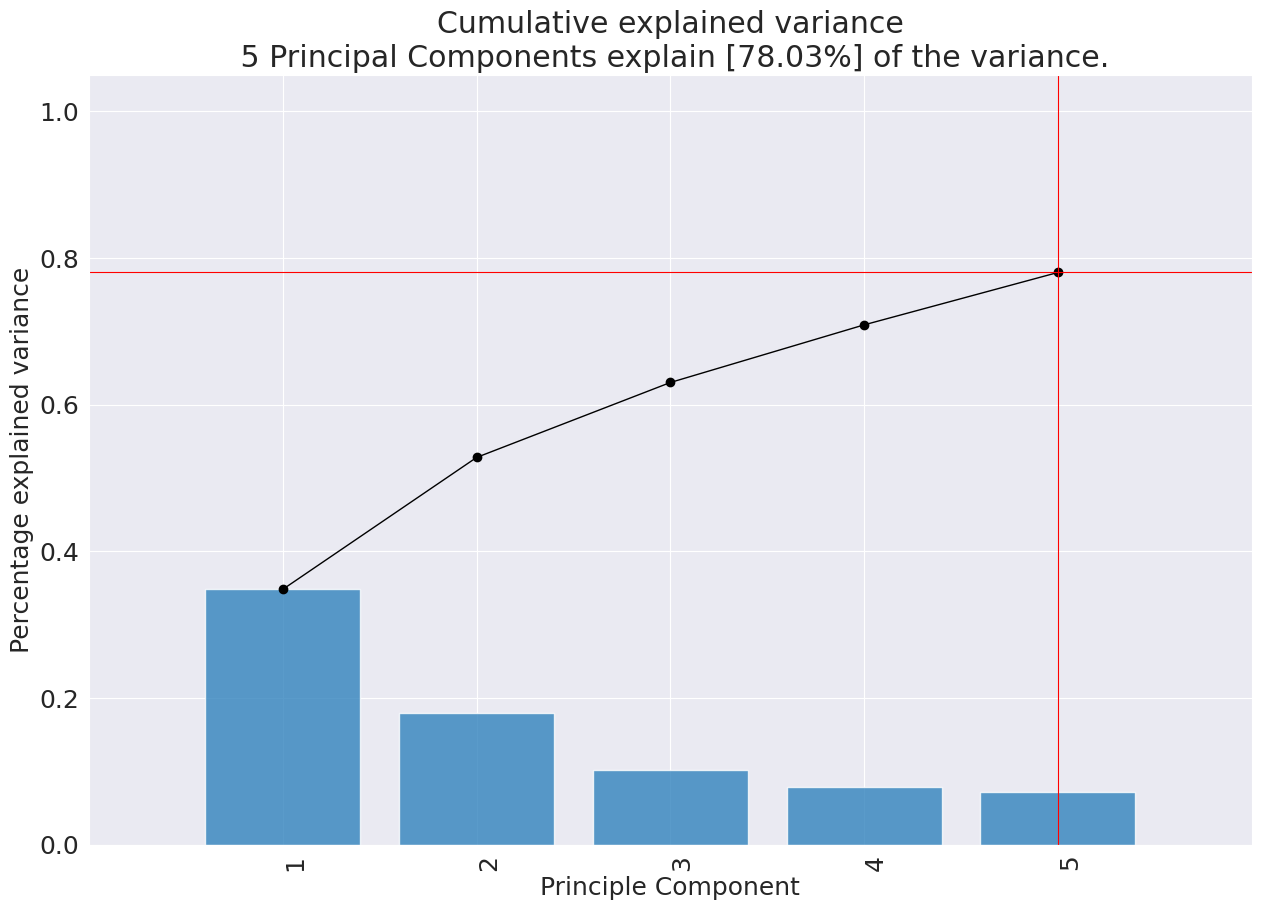 Cumulative explained variance
5 Principal Components explain [78.03%] of the variance.
Percentage explained variance
1.0
0.8
0.6
0.4
0.2
0.0
1 2 3 4 5
Principle Component